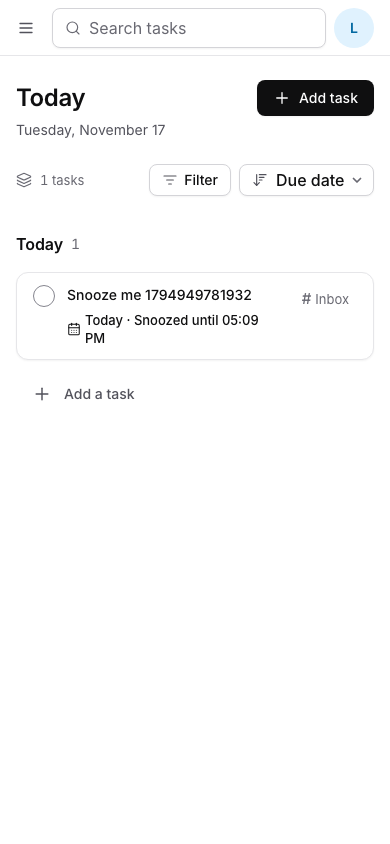 Search tasks
L
Today
Add task
Tuesday, November 17
1 tasks
Filter
Due date
Today 1
Snooze me 1794949781932
# Inbox
Today · Snoozed until 05:09
PM
Add a task